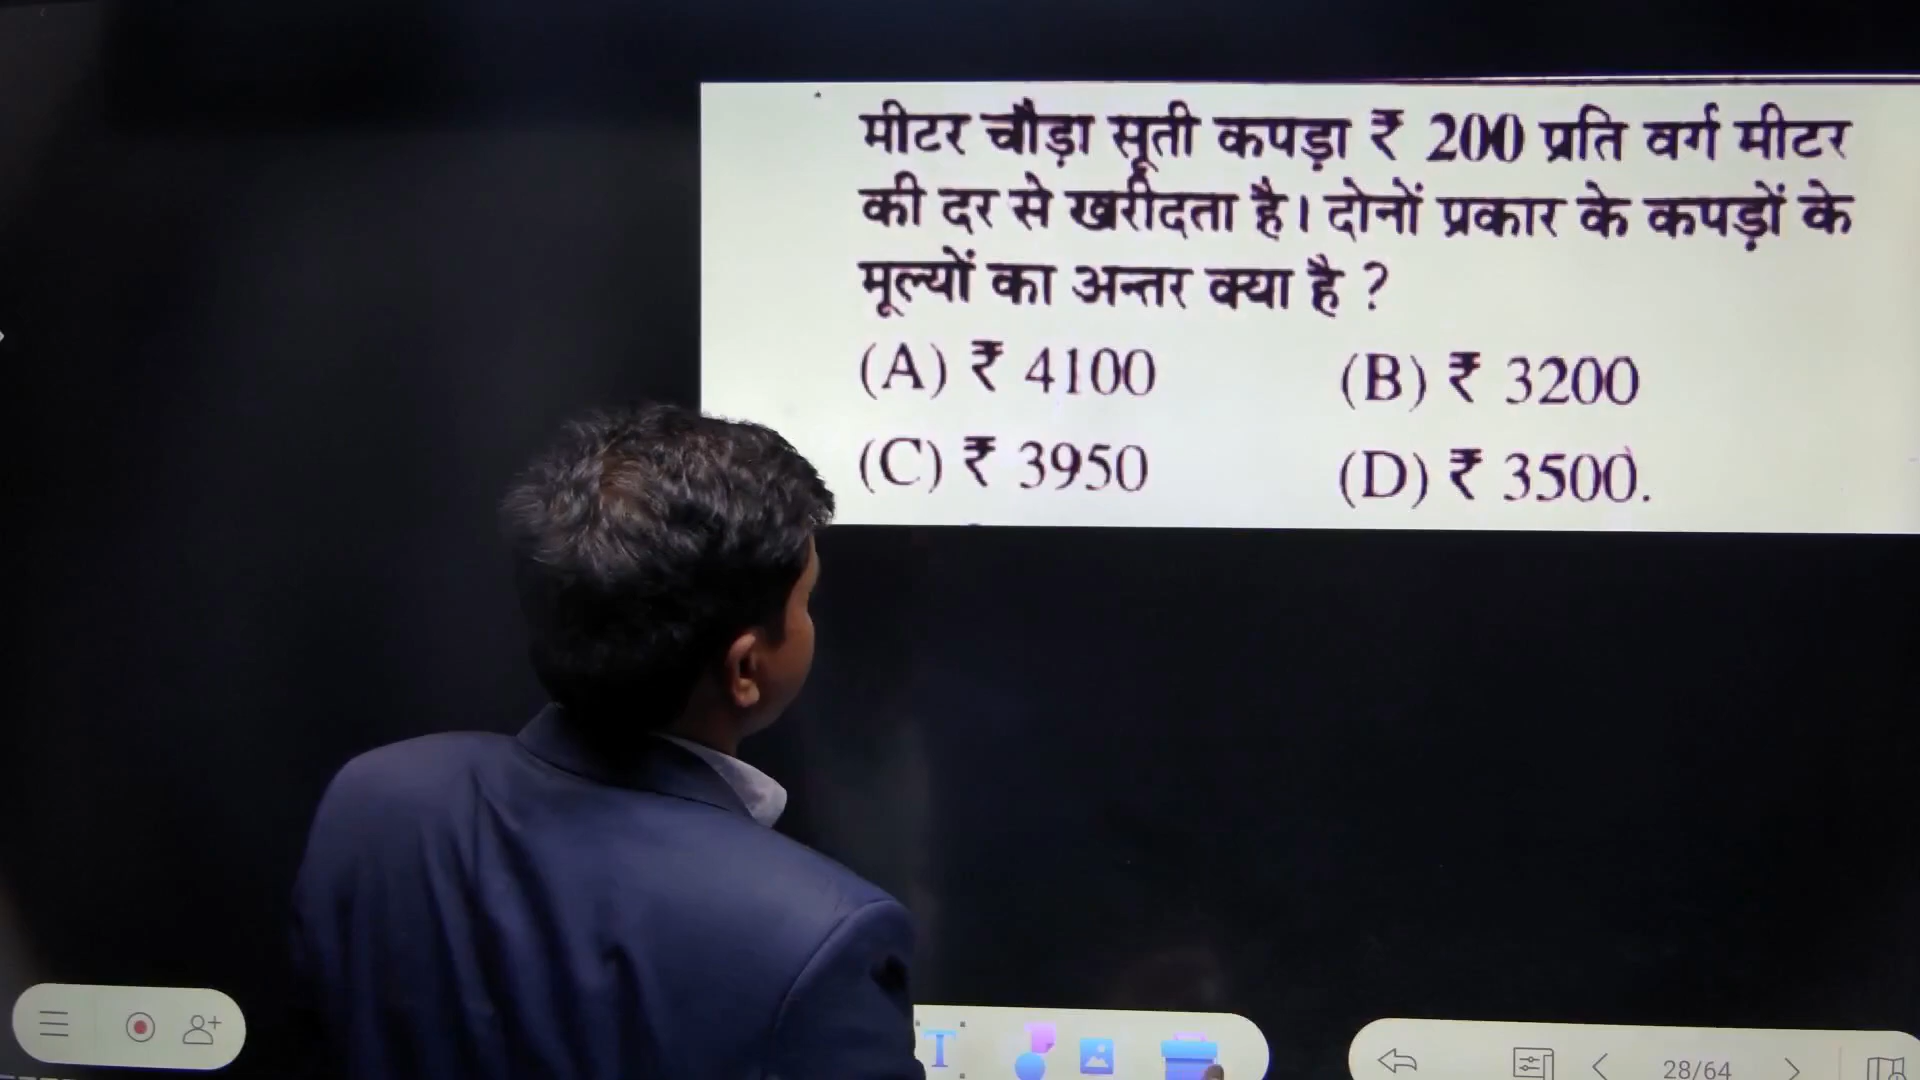 मीटर चौड़ा सूती कपड़ा ₹ 200 प्रति वर्ग मीटर
की दर से खरीदता है। दोनों प्रकार के कपड़ों के
मूल्यों का अन्तर क्या है ?
(A) ₹ 4100 (B) ₹ 3200
(C) ₹ 3950 (D) ₹ 3500.
T
28/64